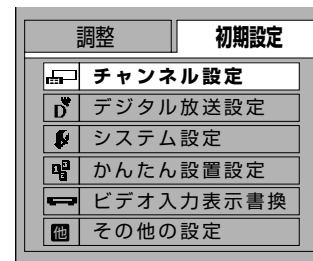 調整 初期設定
チャンネル設定
デジタル放送設定
システム設定
かんたん設置設定
ビデオ入力表示書換
他 その他の設定